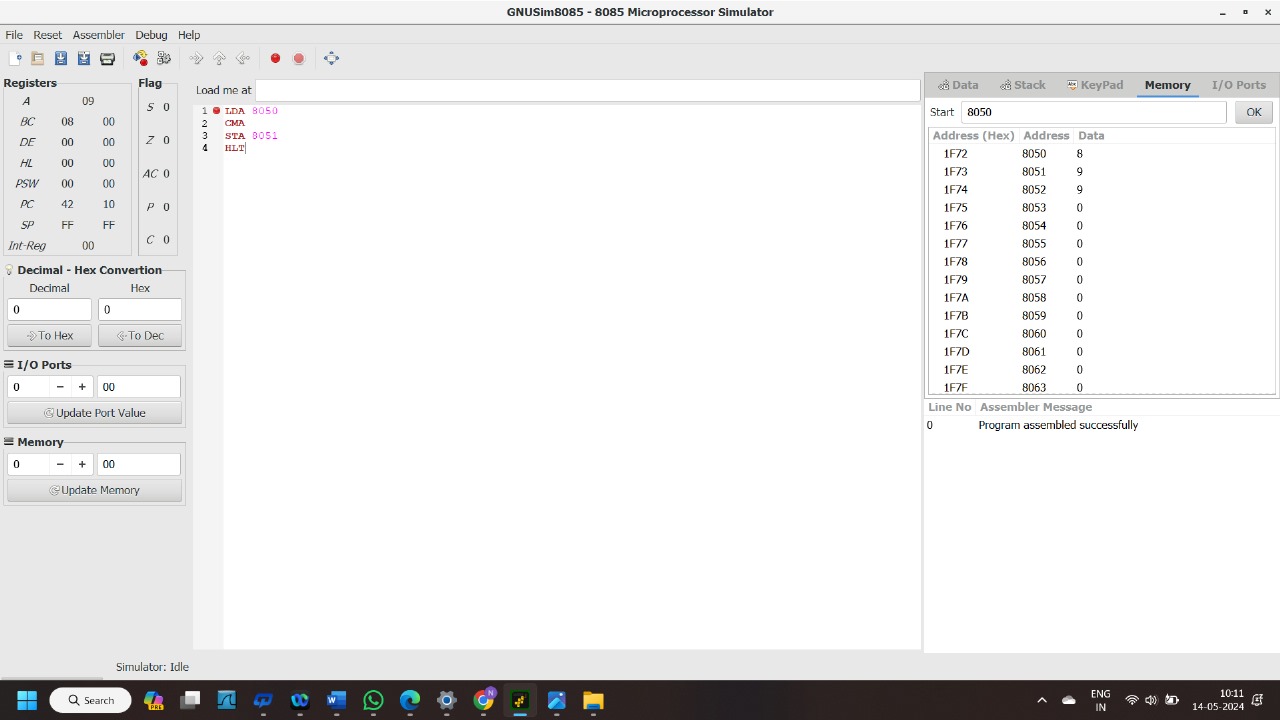 GNUSim8085 - 8085 Microprocessor Simulator
File Reset Assembler Debug Help
Registers
A 09
BC 08 00
DE 00 00
HL 00 00
PSW 00 00
PC 42 10
SP FF FF
Int-Reg 00
Flag
S 0
Z 0
AC 0
P 0
C 0
Decimal - Hex Convertion
Decimal Hex
0 0
To Hex To Dec
I/O Ports
0 − + 00
Update Port Value
Memory
0 − + 00
Update Memory
Simulator: Idle
Load me at
1 LDA 8050
2 CMA
3 STA 8051
4 HLT
Data Stack KeyPad Memory I/O Ports
Start 8050 OK
Address (Hex) Address Data
1F72 8050 8
1F73 8051 9
1F74 8052 9
1F75 8053 0
1F76 8054 0
1F77 8055 0
1F78 8056 0
1F79 8057 0
1F7A 8058 0
1F7B 8059 0
1F7C 8060 0
1F7D 8061 0
1F7E 8062 0
1F7F 8063 0
Line No Assembler Message
0 Program assembled successfully
Search
PRE
ENG
IN
10:11
14-05-2024